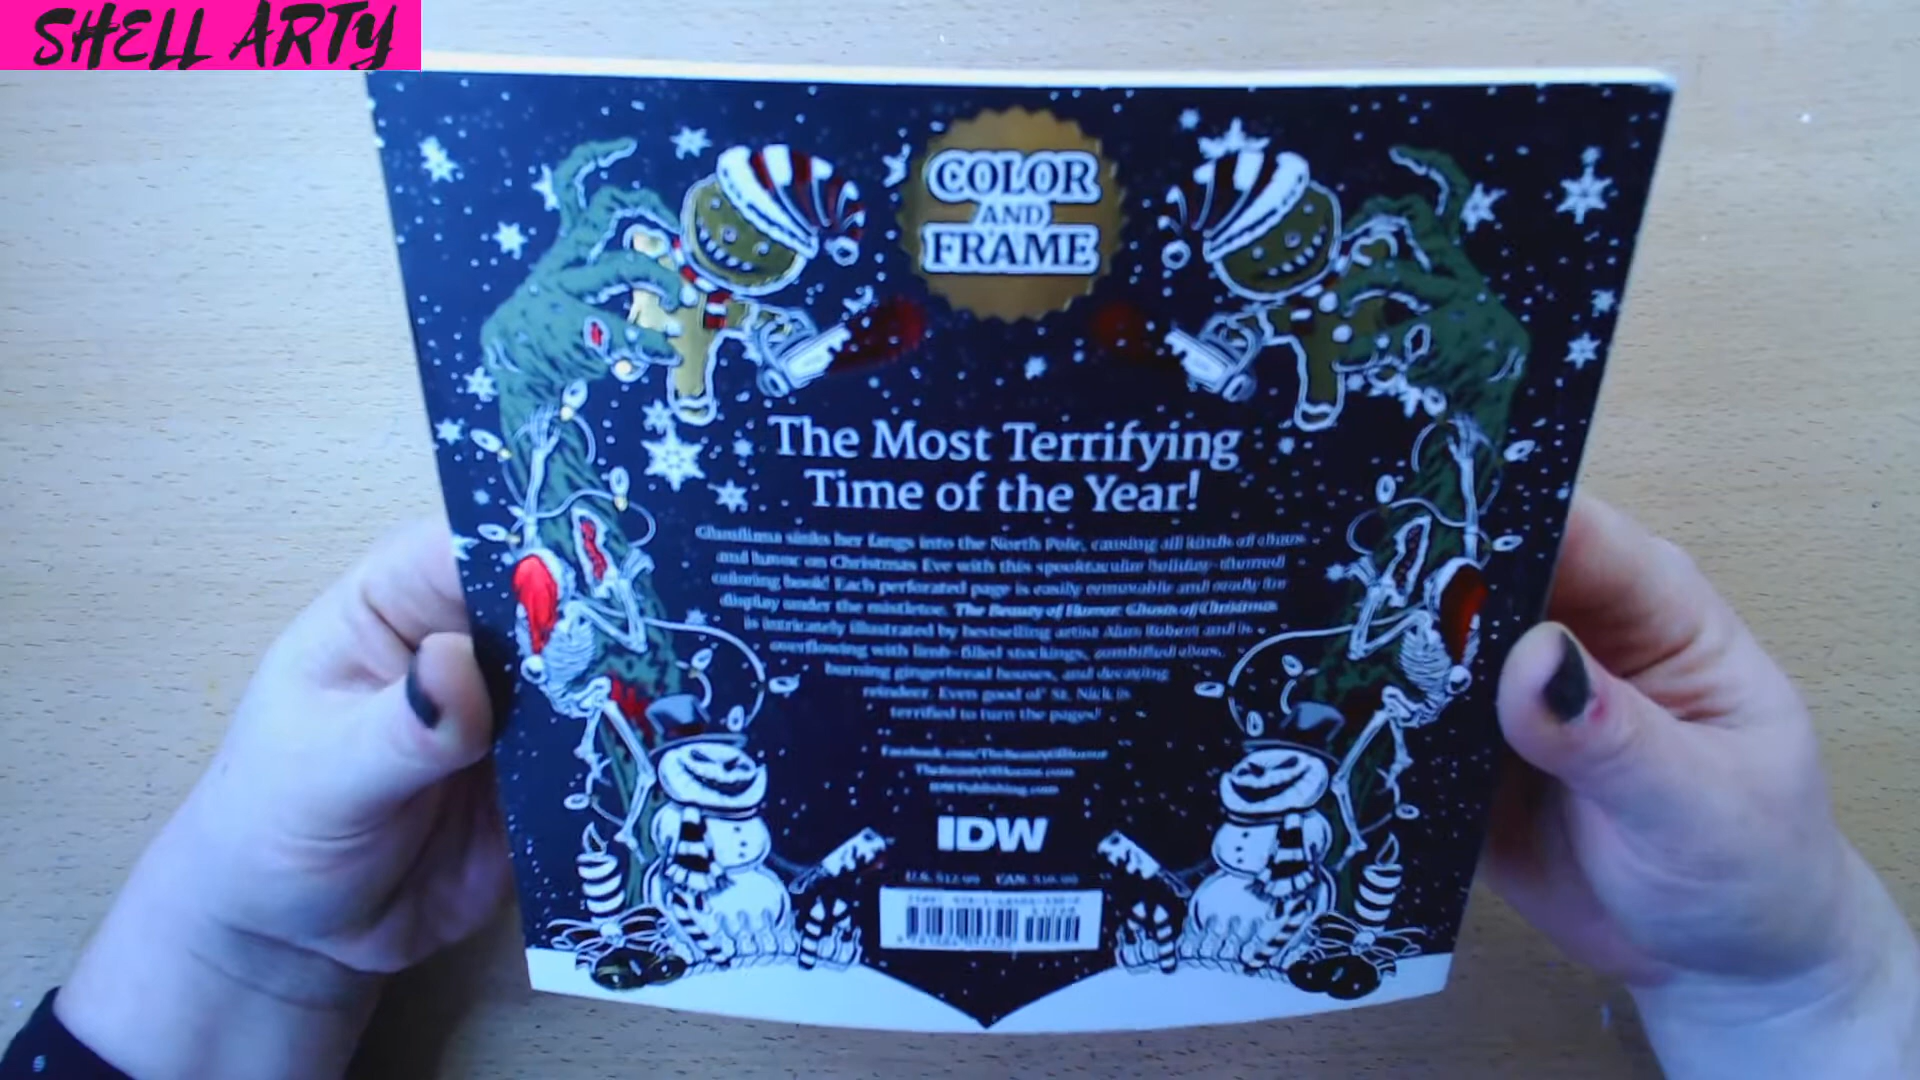 SHELL ARTY
COLOR
AND
FRAME
The Most Terrifying
Time of the Year!
Ghouliana sinks her fangs into the North Pole, causing all kinds of chaos
and horror on Christmas Eve with this spooktacular holiday-themed
coloring book! Each perforated page is easily removable and ready for
display under the mistletoe. The Beauty of Horror: Ghosts of Christmas
is intricately illustrated by bestselling artist Alan Robert and is
overflowing with limb-filled stockings, zombified elves,
burning gingerbread houses, and decaying
reindeer. Even good ol' St. Nick is
terrified to turn the pages!
Facebook.com/TheBeautyOfHorror
TheBeautyOfHorror.com
IDWPublishing.com
IDW
U.S. $12.99 CAN.